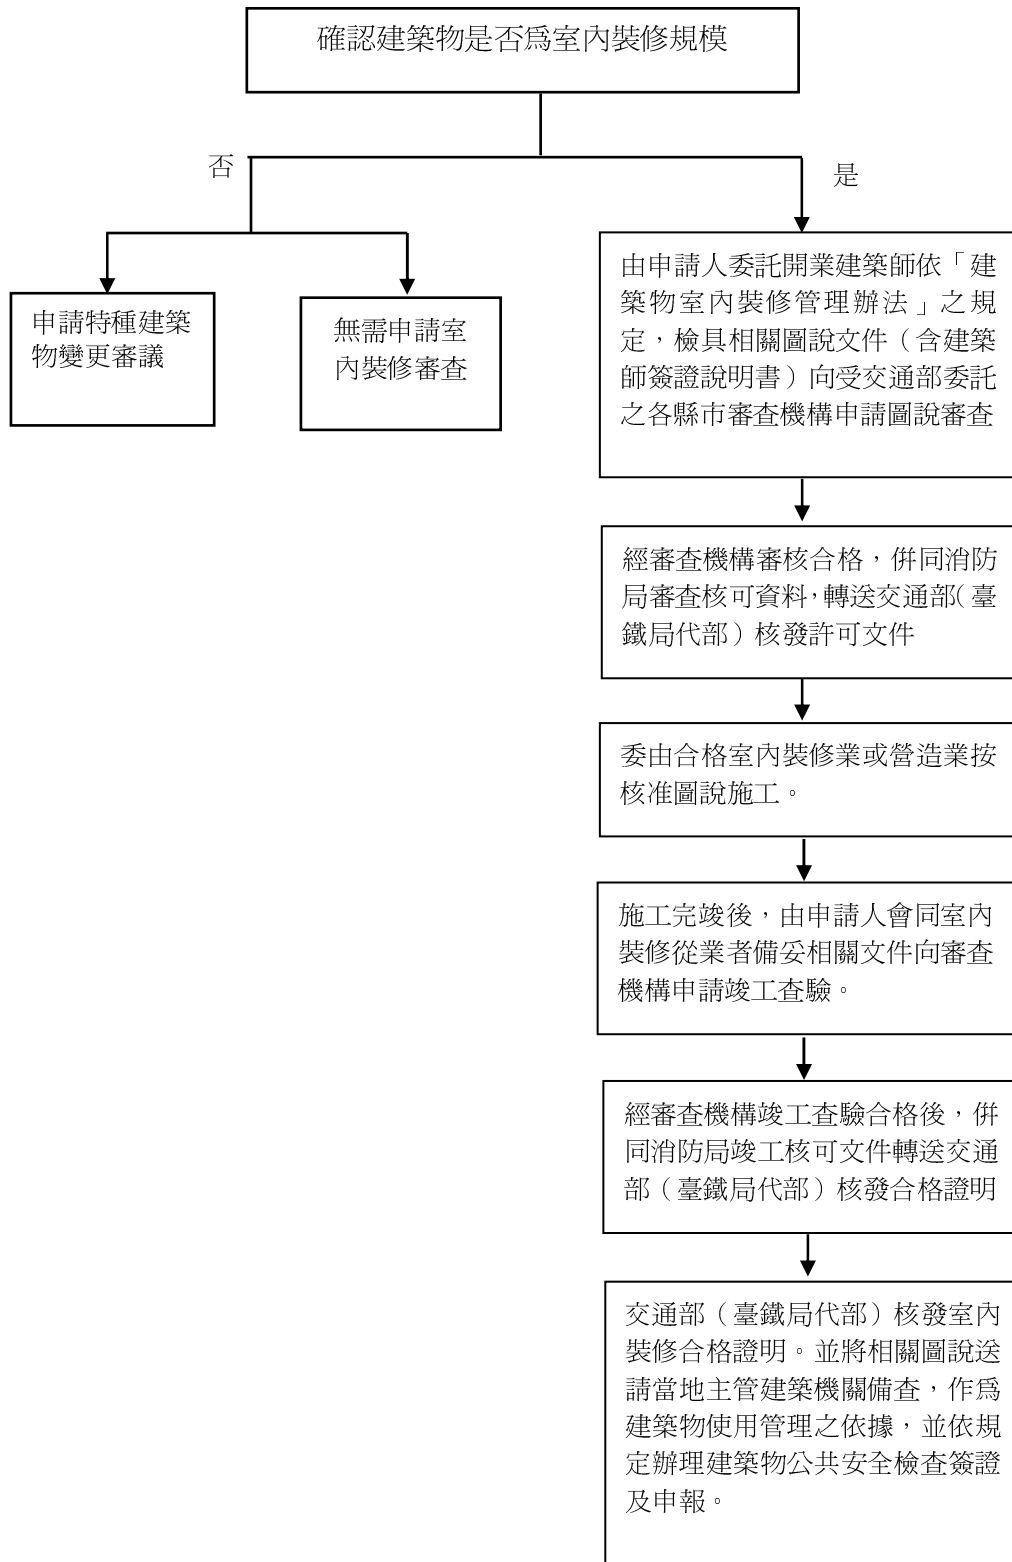 確認建築物是否為室內裝修規模
否
是
申請特種建築
物變更審議
無需申請室
內裝修審查
由申請人委託開業建築師依「建
築物室內裝修管理辦法」之規
定，檢具相關圖說文件（含建築
師簽證說明書）向受交通部委託
之各縣市審查機構申請圖說審查
經審查機構審核合格，併同消防
局審查核可資料，轉送交通部（臺
鐵局代部）核發許可文件
委由合格室內裝修業或營造業按
核准圖說施工。
施工完竣後，由申請人會同室內
裝修從業者備妥相關文件向審查
機構申請竣工查驗。
經審查機構竣工查驗合格後，併
同消防局竣工核可文件轉送交通
部（臺鐵局代部）核發合格證明
交通部（臺鐵局代部）核發室內
裝修合格證明。並將相關圖說送
請當地主管建築機關備查，作為
建築物使用管理之依據，並依規
定辦理建築物公共安全檢查簽證
及申報。